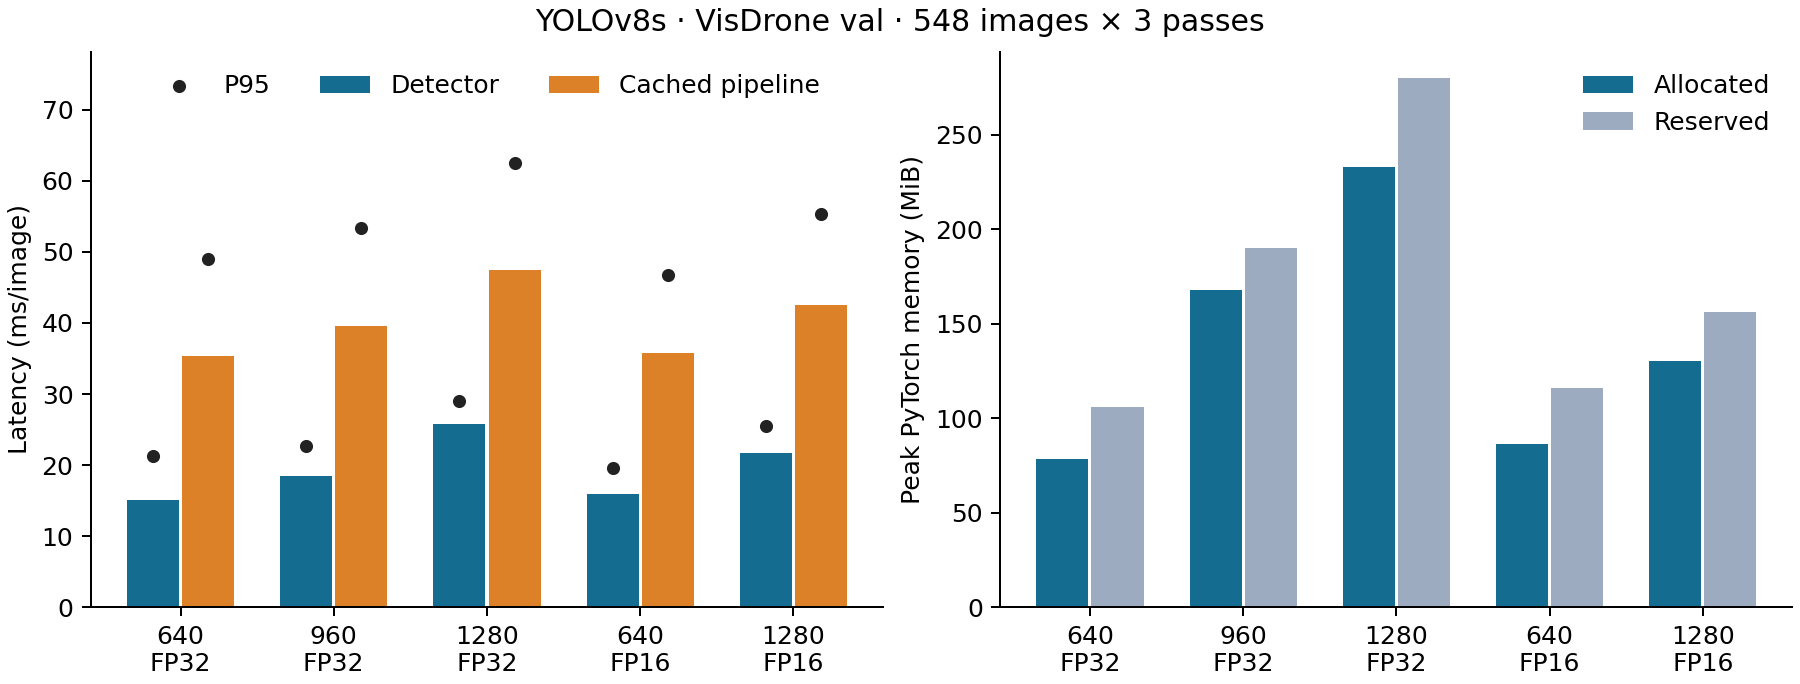 YOLOv8s · VisDrone val · 548 images × 3 passes
P95 Detector Cached pipeline
Latency (ms/image)
70
60
50
40
30
20
10
0
640 960 1280 640 1280
FP32 FP32 FP32 FP16 FP16
Allocated
Reserved
Peak PyTorch memory (MiB)
250
200
150
100
50
0
640 960 1280 640 1280
FP32 FP32 FP32 FP16 FP16